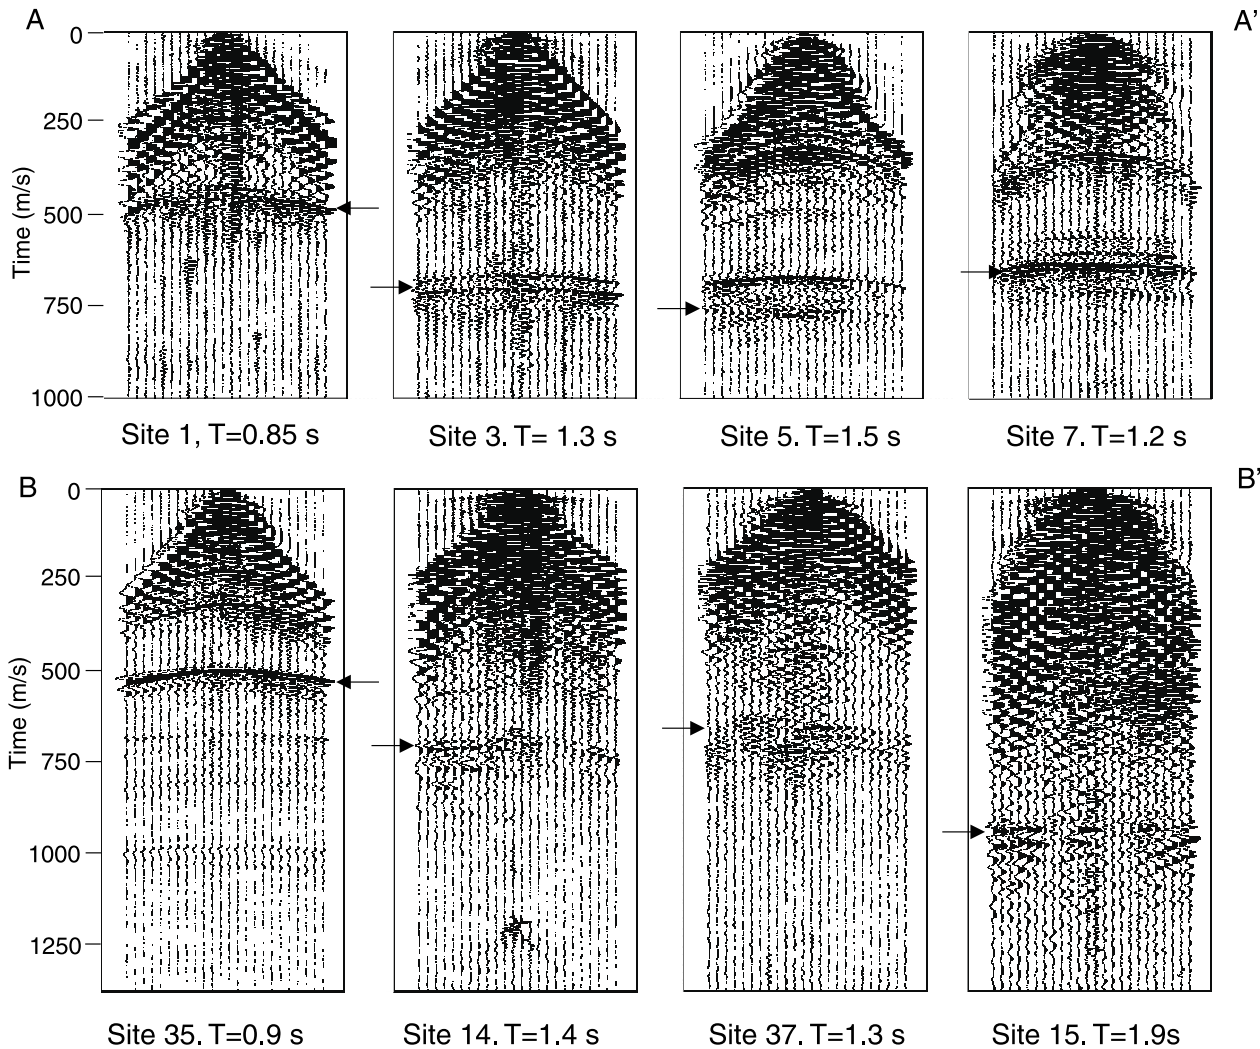 A
A'
0
250
500
750
1000
Time (m/s)
Site 1, T=0.85 s
Site 3. T= 1.3 s
Site 5. T=1.5 s
Site 7. T=1.2 s
B
B'
0
250
500
750
1000
1250
Time (m/s)
Site 35. T=0.9 s
Site 14. T=1.4 s
Site 37. T=1.3 s
Site 15. T=1.9s